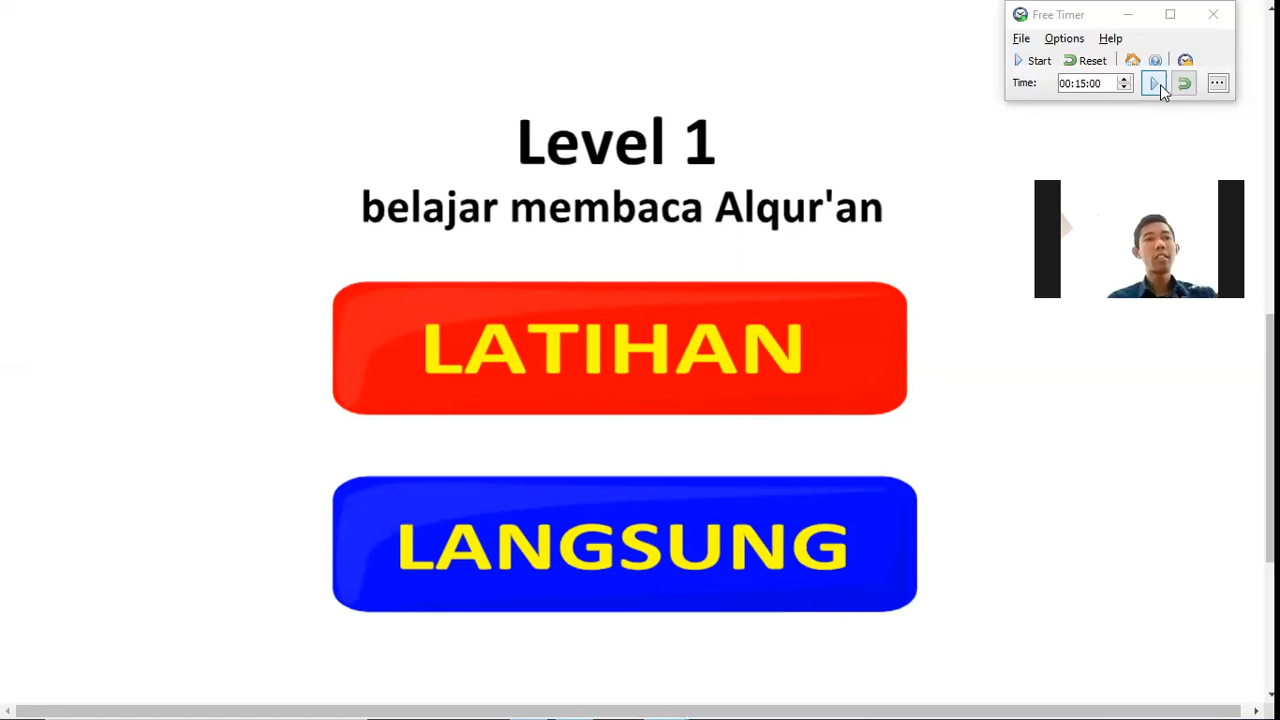 Free Timer
File Options Help
Start Reset
Time: 00:15:00
Level 1
belajar membaca Alqur'an
LATIHAN
LANGSUNG